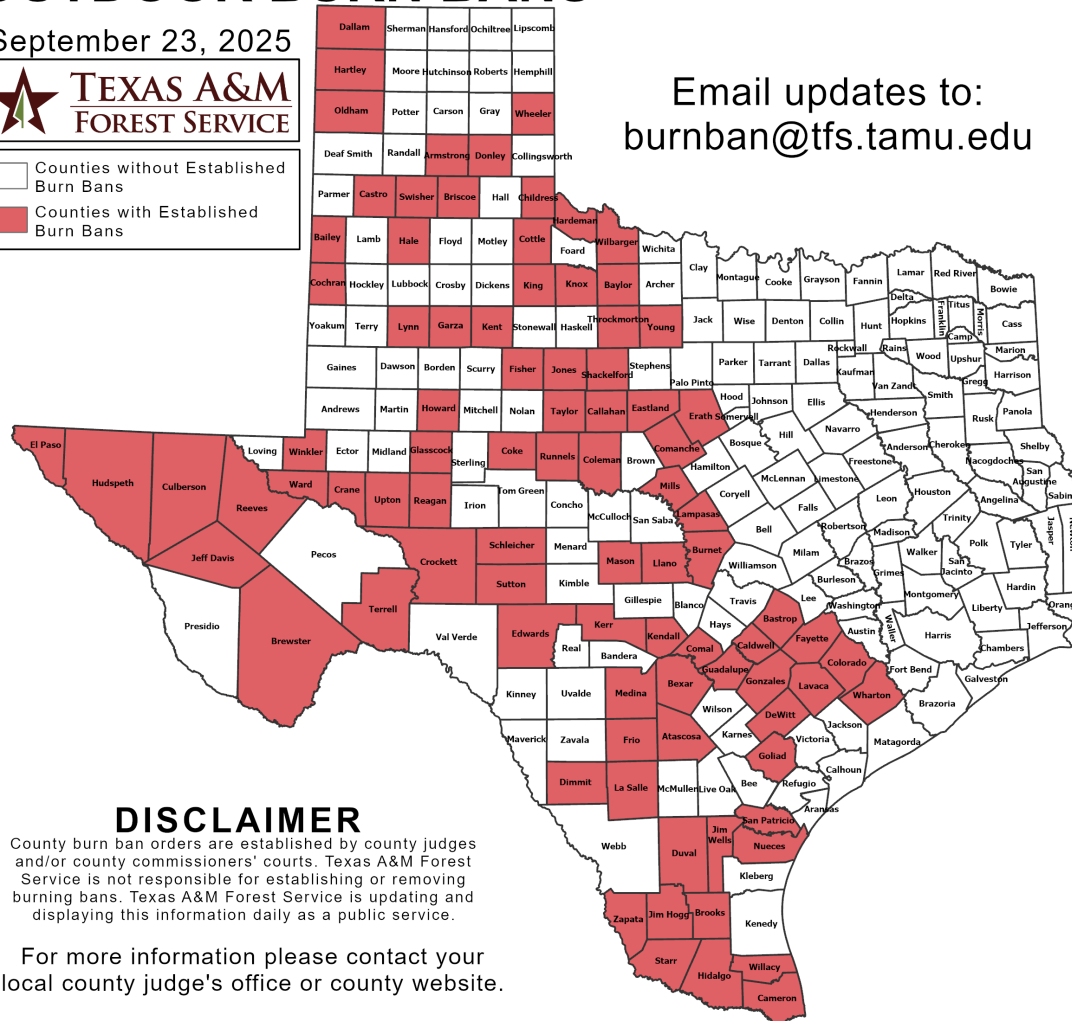 September 23, 2025
TEXAS A&M
FOREST SERVICE
Counties without Established
Burn Bans
Counties with Established
Burn Bans
Email updates to:
burnban@tfs.tamu.edu
Dallam Sherman Hansford Ochiltree Lipscomb
Hartley Moore Hutchinson Roberts Hemphill
Oldham Potter Carson Gray Wheeler
Deaf Smith Randall Armstrong Donley Collingsworth
Parmer Castro Swisher Briscoe Hall Childress
Hardeman
Bailey Lamb Hale Floyd Motley Cottle Foard Wilbarger Wichita
Clay Montague Cooke Grayson Fannin Lamar Red River Bowie
Cochran Hockley Lubbock Crosby Dickens King Knox Baylor Archer
Delta Franklin Titus Morris
Yoakum Terry Lynn Garza Kent Stonewall Haskell Throckmorton Young Jack Wise Denton Collin Hunt Hopkins Camp Cass
Rockwall Rains Wood Upshur Marion
Gaines Dawson Borden Scurry Fisher Jones Shackelford Stephens Palo Pinto Parker Tarrant Dallas Kaufman Van Zandt Gregg Harrison
Andrews Martin Howard Mitchell Nolan Taylor Callahan Eastland Erath Hood Somervell Johnson Ellis Henderson Smith Rusk Panola
El Paso Loving Winkler Ector Midland Glasscock Sterling Coke Runnels Coleman Brown Comanche Bosque Hill Navarro Anderson Cherokee Shelby
Hudspeth Culberson Reeves Ward Crane Upton Reagan Irion Tom Green Concho Mills Hamilton McLennan Limestone Freestone Nacogdoches
San
Augustine
Sabin
McCulloch San Saba Lampasas Coryell Falls Leon Houston Angelina
Jeff Davis Pecos Crockett Schleicher Menard Burnet Bell Robertson Madison Trinity Polk Tyler Jasper Newton
Sutton Kimble Mason Llano Williamson Milam Brazos Grimes Walker
San
Jacinto
Presidio Brewster Terrell Val Verde Edwards Kerr Gillespie Blanco Travis Lee Burleson Washington Montgomery Liberty Hardin Orang
Real Bandera Kendall Hays Comal Caldwell Bastrop Fayette Austin Waller Harris Chambers Jefferson
Kinney Uvalde Medina Bexar Guadalupe Gonzales Lavaca Colorado Wharton Fort Bend Brazoria Galveston
Maverick Zavala Frio Atascosa Wilson Karnes DeWitt Victoria Jackson Matagorda
Dimmit La Salle McMullen Live Oak Bee Goliad Refugio Calhoun
Aransas
San Patricio
Webb Duval
Jim
Wells
Nueces
Kleberg
Zapata Jim Hogg Brooks Kenedy
Starr Hidalgo Willacy
Cameron
DISCLAIMER
County burn ban orders are established by county judges
and/or county commissioners' courts. Texas A&M Forest
Service is not responsible for establishing or removing
burning bans. Texas A&M Forest Service is updating and
displaying this information daily as a public service.
For more information please contact your
local county judge's office or county website.